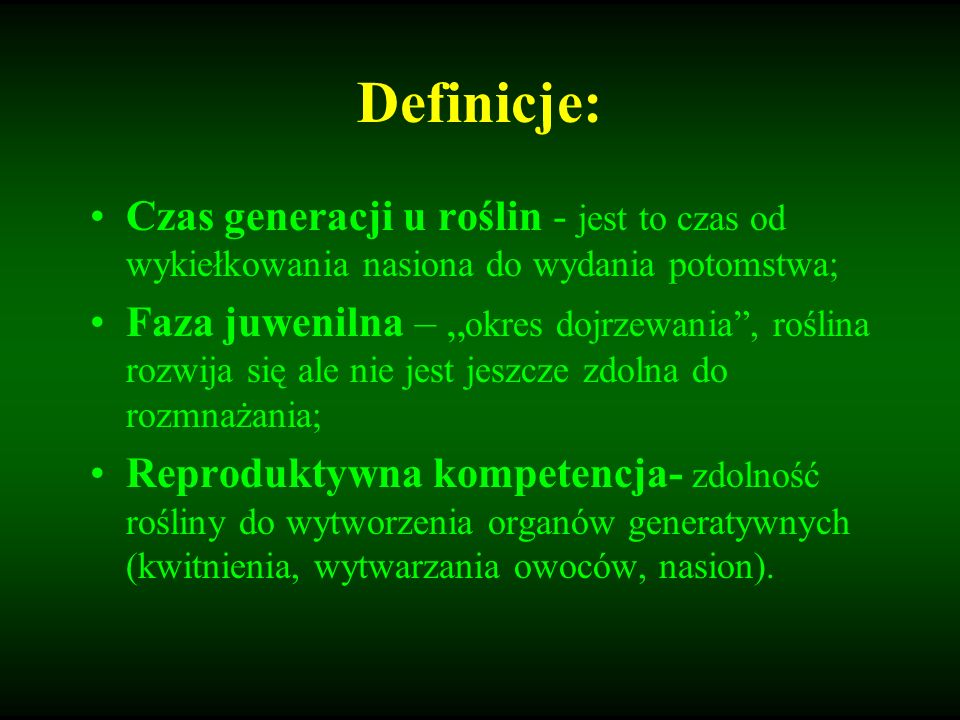 Definicje:
• Czas generacji u roślin - jest to czas od
wykiełkowania nasiona do wydania potomstwa;
• Faza juwenilna – „okres dojrzewania”, roślina
rozwija się ale nie jest jeszcze zdolna do
rozmnażania;
• Reproduktywna kompetencja- zdolność
rośliny do wytworzenia organów generatywnych
(kwitnienia, wytwarzania owoców, nasion).